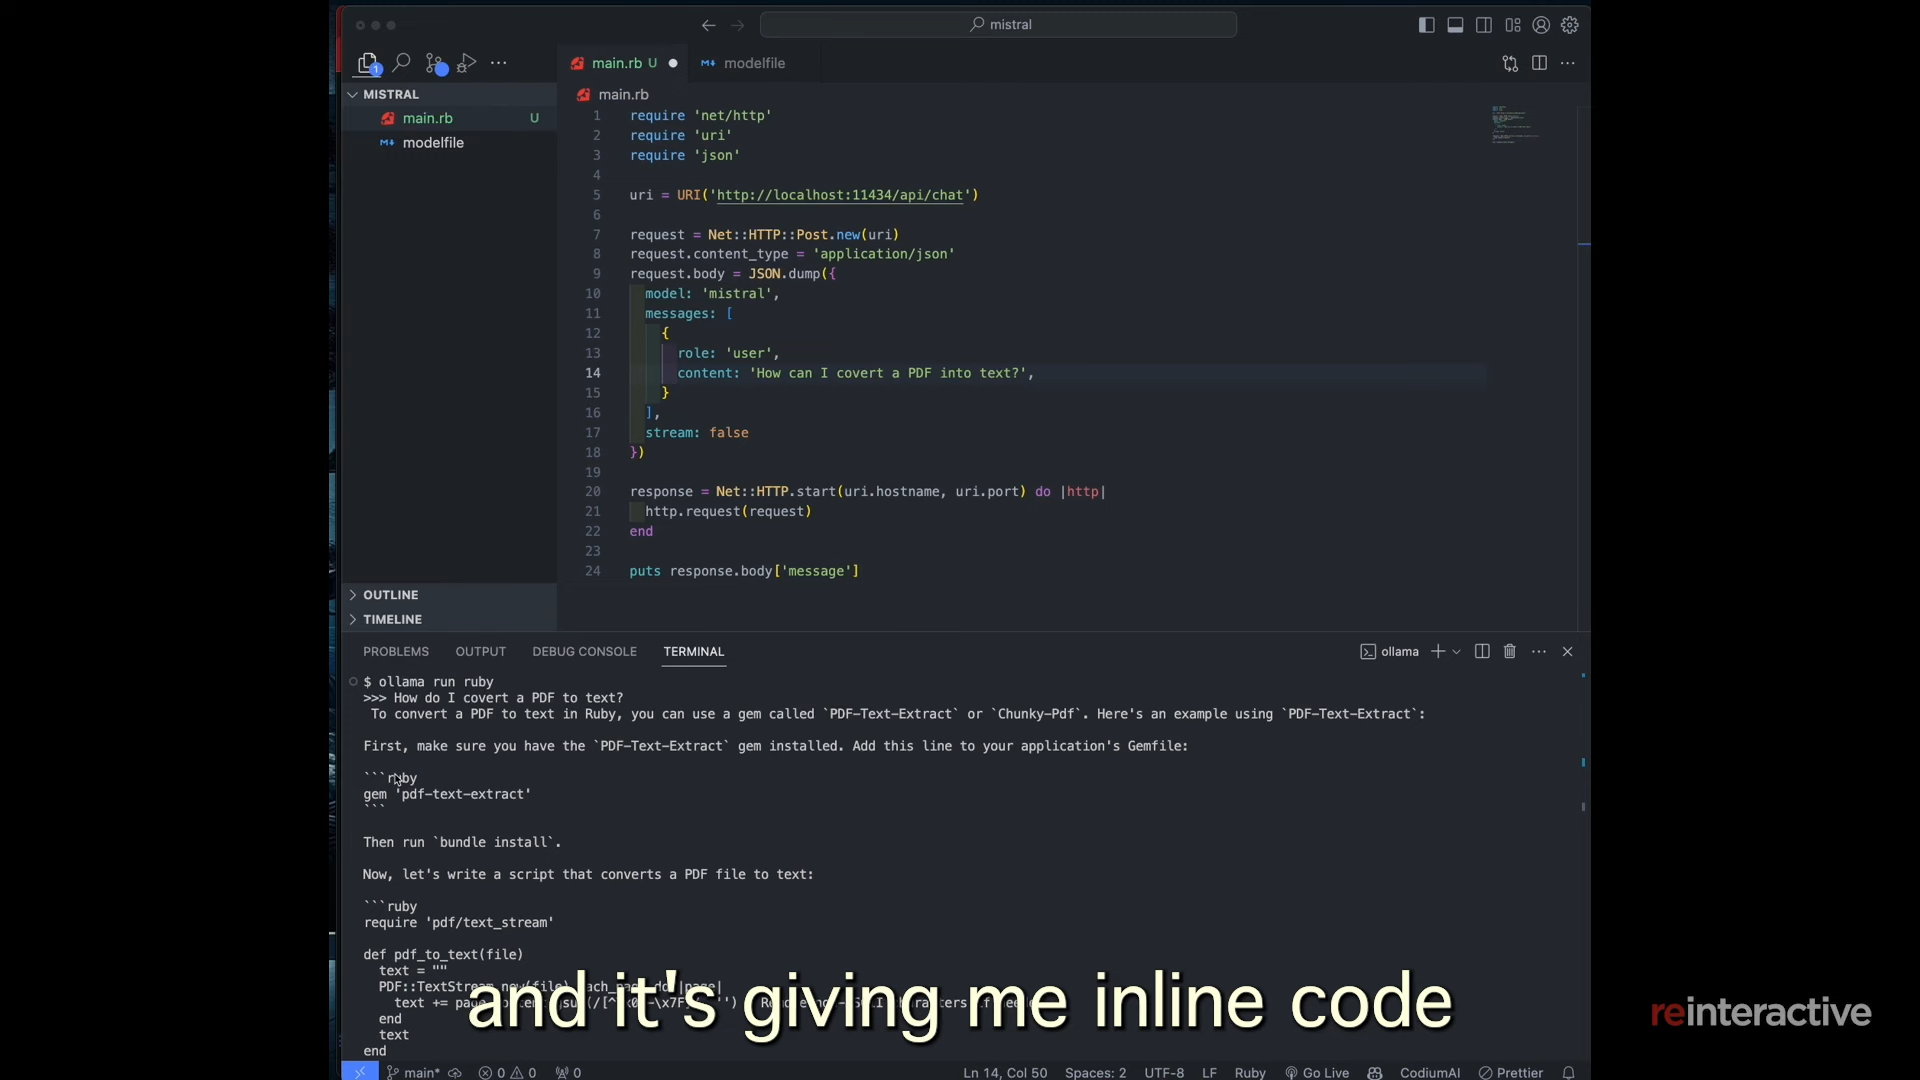 mistral
1
main.rb U
modelfile
MISTRAL
main.rb U
modelfile
OUTLINE
TIMELINE
main.rb
1 require 'net/http'
2 require 'uri'
3 require 'json'
4
5 uri = URI('http://localhost:11434/api/chat')
6
7 request = Net::HTTP::Post.new(uri)
8 request.content_type = 'application/json'
9 request.body = JSON.dump({
10 model: 'mistral',
11 messages: [
12 {
13 role: 'user',
14 content: 'How can I covert a PDF into text?',
15 }
16 ],
17 stream: false
18 })
19
20 response = Net::HTTP.start(uri.hostname, uri.port) do |http|
21 http.request(request)
22 end
23
24 puts response.body['message']
PROBLEMS OUTPUT DEBUG CONSOLE TERMINAL
ollama
$ ollama run ruby
>>> How do I covert a PDF to text?
To convert a PDF to text in Ruby, you can use a gem called `PDF-Text-Extract` or `Chunky-Pdf`. Here's an example using `PDF-Text-Extract`:
First, make sure you have the `PDF-Text-Extract` gem installed. Add this line to your application's Gemfile:
```ruby
gem 'pdf-text-extract'
```
Then run `bundle install`.
Now, let's write a script that converts a PDF file to text:
```ruby
require 'pdf/text_stream'
def pdf_to_text(file)
text = ""
PDF::TextStream.new(file)
text +=
end
text
end
and it's giving me inline code
reinteractive
main* 0 0 0 Ln 14, Col 50 Spaces: 2 UTF-8 LF Ruby Go Live CodiumAI Prettier